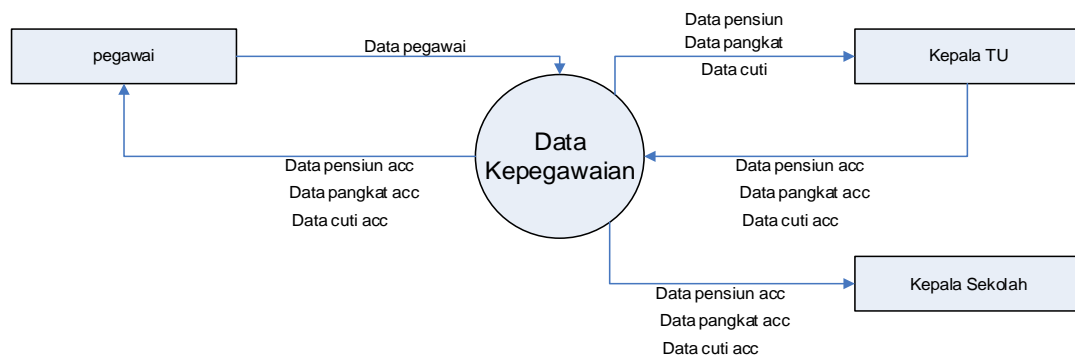 pegawai
Data pegawai
Data pensiun
Data pangkat
Data cuti
Kepala TU
Data
Kepegawaian
Data pensiun acc
Data pangkat acc
Data cuti acc
Data pensiun acc
Data pangkat acc
Data cuti acc
Kepala Sekolah
Data pensiun acc
Data pangkat acc
Data cuti acc